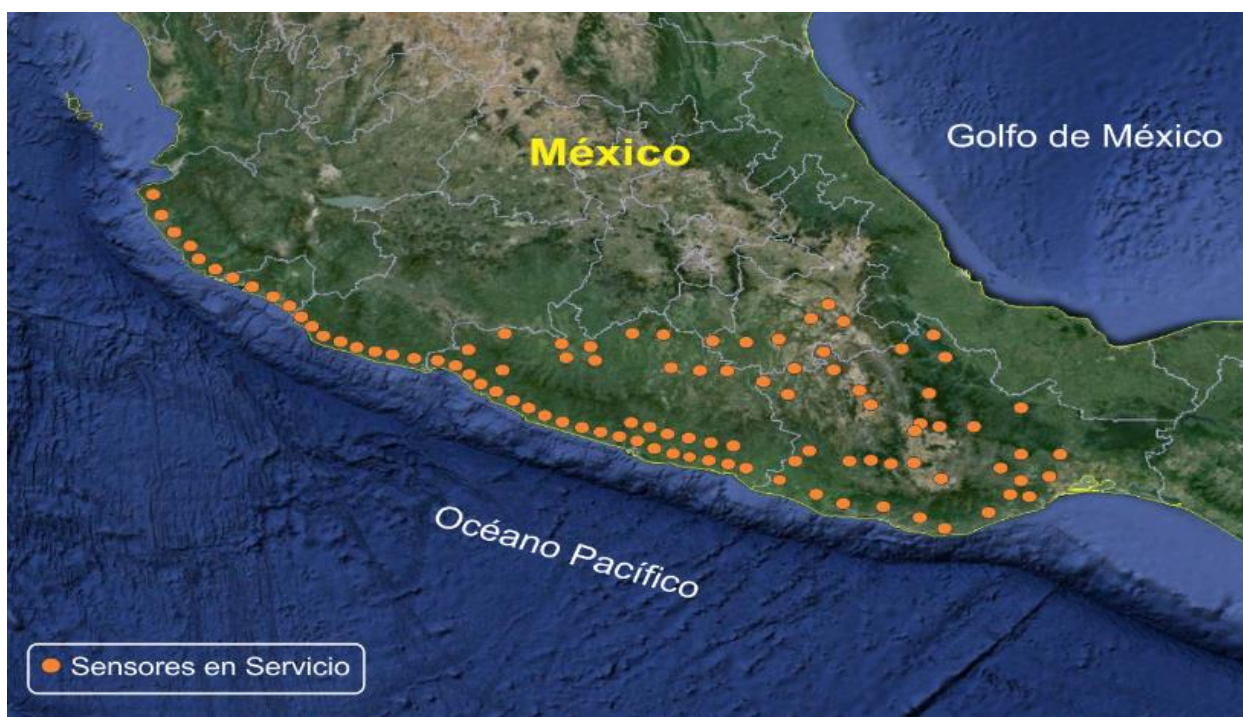 México
Golfo de México
Océano Pacífico
Sensores en Servicio